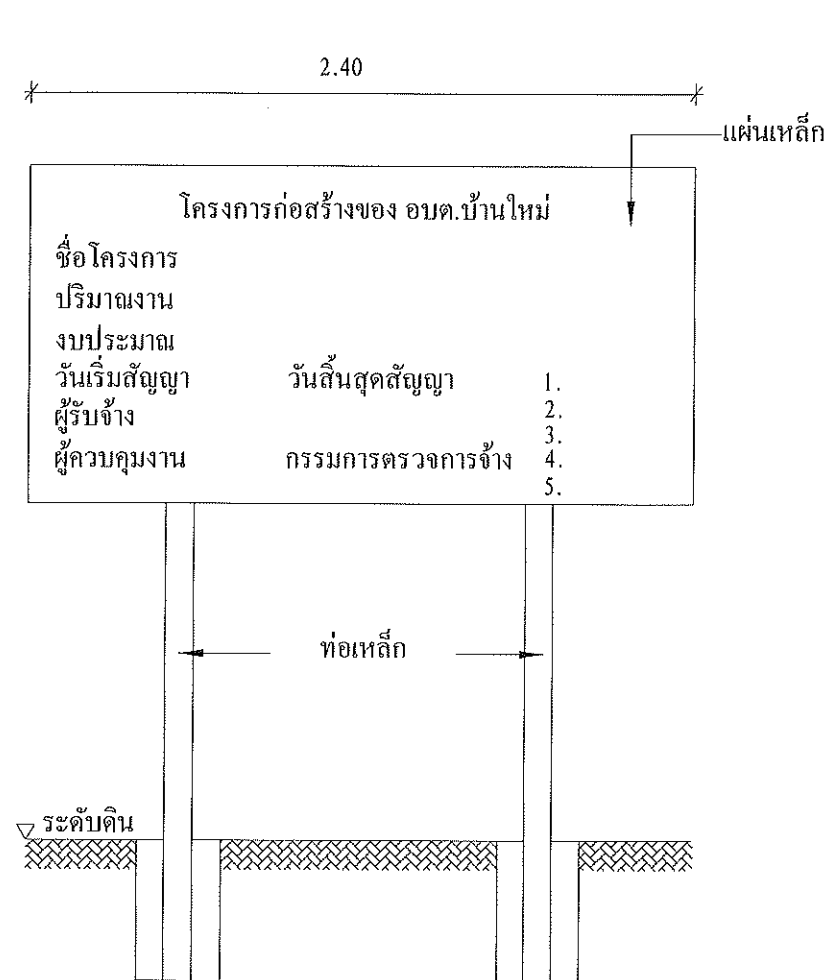 2.40
แผ่นเหล็ก
โครงการก่อสร้างของ อบต.บ้านใหม่
ชื่อโครงการ
ปริมาณงาน
งบประมาณ
วันเริ่มสัญญา วันสิ้นสุดสัญญา 1.
ผู้รับจ้าง 2.
3.
ผู้ควบคุมงาน กรรมการตรวจการจ้าง 4.
5.
ท่อเหล็ก
ระดับดิน